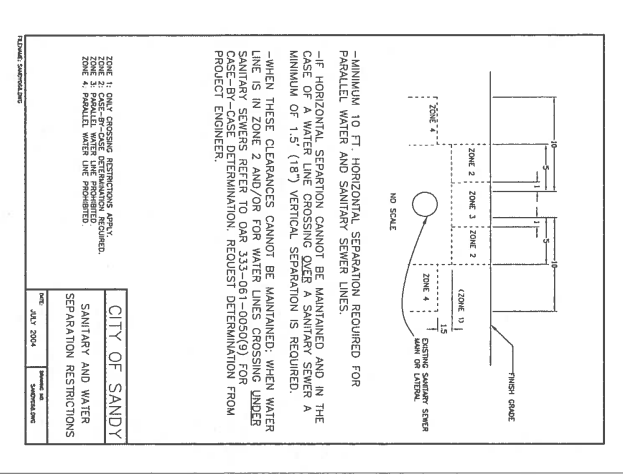 FINISH GRADE
10
5
1
1
5
10
ZONE 4
ZONE 2
ZONE 3
ZONE 2
ZONE 4
(ZONE 1)
1.5
NO SCALE
EXISTING SANITARY SEWER
MAIN OR LATERAL
-MINIMUM 10 FT. HORIZONTAL SEPARATION REQUIRED FOR
PARALLEL WATER AND SANITARY SEWER LINES.
-IF HORIZONTAL SEPARTION CANNOT BE MAINTAINED AND IN THE
CASE OF A WATER LINE CROSSING OVER A SANITARY SEWER A
MINIMUM OF 1.5' (18") VERTICAL SEPARATION IS REQUIRED.
-WHEN THESE CLEARANCES CANNOT BE MAINTAINED; WHEN WATER
LINE IS IN ZONE 2 AND/OR FOR WATER LINES CROSSING UNDER
SANITARY SEWERS REFER TO OAR 333-061-0050(9) FOR
CASE-BY-CASE DETERMINATION. REQUEST DETERMINATION FROM
PROJECT ENGINEER.
ZONE 1: ONLY CROSSING RESTRICTIONS APPLY.
ZONE 2: CASE-BY-CASE DETERMINATION REQUIRED.
ZONE 3: PARALLEL WATER LINE PROHIBITED.
ZONE 4: PARALLEL WATER LINE PROHIBITED.
CITY OF SANDY
SANITARY AND WATER
SEPARATION RESTRICTIONS
DATE:
JULY 2004
DRAWING NO